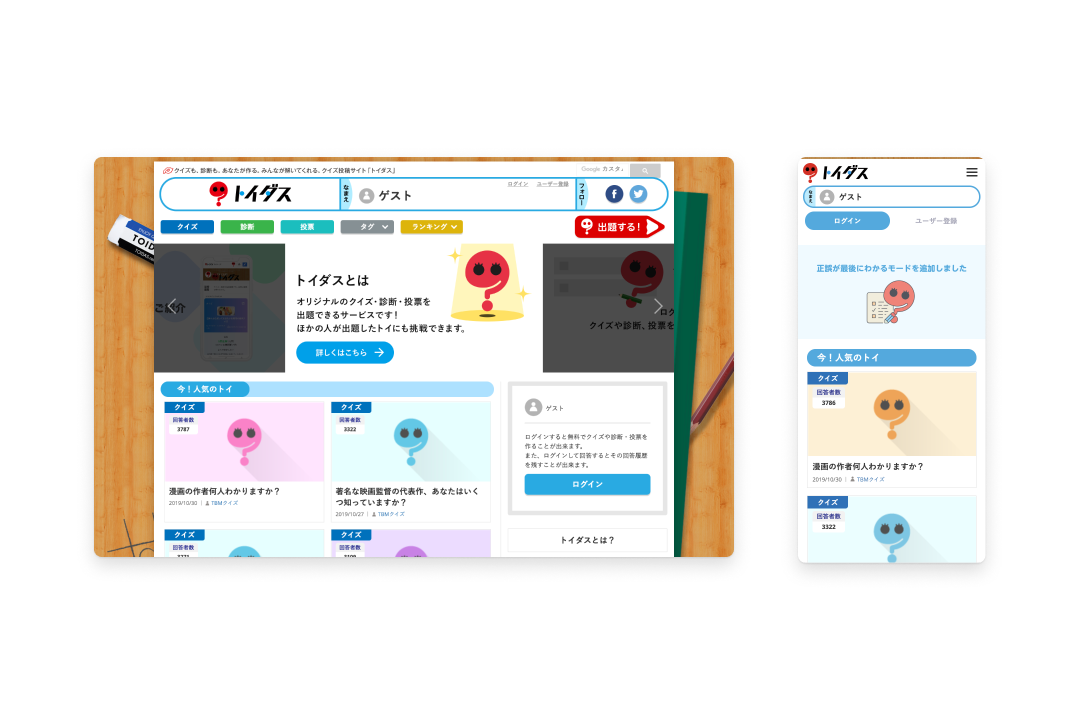 クイズも、診断も、あなたが作る、みんなが解いてくれる。クイズ投稿サイト「トイダス」
Google カスタム
トイダス
なまえ
ゲスト
ログイン
ユーザー登録
フォロー
クイズ
診断
投票
タグ
ランキング
出題する!
TOID
ご紹介
トイダスとは
オリジナルのクイズ・診断・投票を
出題できるサービスです!
ほかの人が出題したトイにも挑戦できます。
詳しくはこちら
ログ
クイズや診断、投票を
今!人気のトイ
クイズ
回答者数
3787
漫画の作者何人わかりますか?
2019/10/30 | TBMクイズ
クイズ
回答者数
3322
著名な映画監督の代表作、あなたはいく
つ知っていますか?
2019/10/27 | TBMクイズ
クイズ
回答者数
クイズ
回答者数
ゲスト
ログインすると無料でクイズや診断・投票を
作ることが出来ます。
また、ログインして回答するとその回答履歴
を残すことが出来ます。
ログイン
トイダスとは?
トイダス
なまえ
ゲスト
ログイン
ユーザー登録
正誤が最後にわかるモードを追加しました
今!人気のトイ
クイズ
回答者数
3786
漫画の作者何人わかりますか?
2019/10/30 | TBMクイズ
クイズ
回答者数
3322